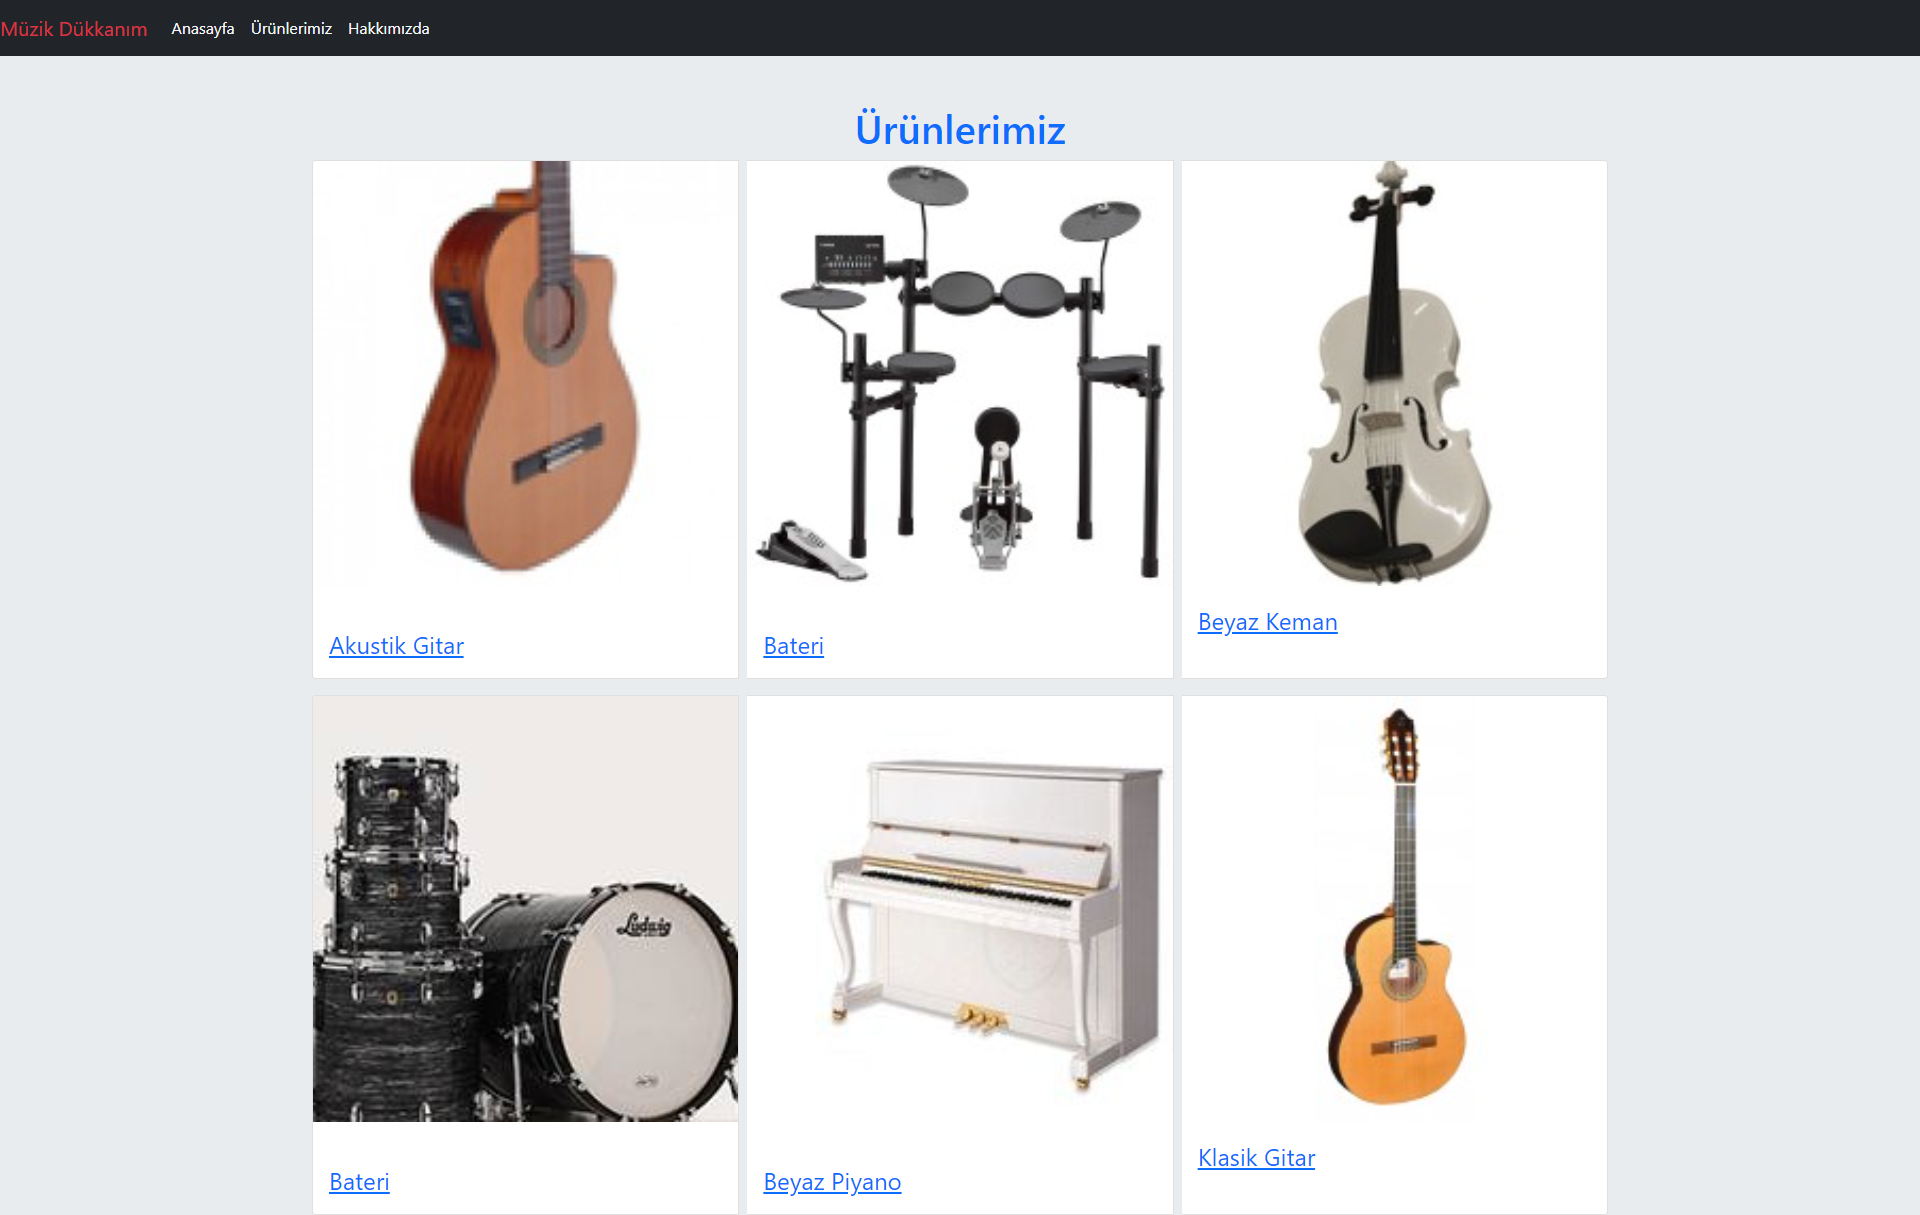 Müzik Dükkanım Anasayfa Ürünlerimiz Hakkımızda
Ürünlerimiz
Akustik Gitar
Bateri
Beyaz Keman
Ludwig
Bateri
Beyaz Piyano
Klasik Gitar